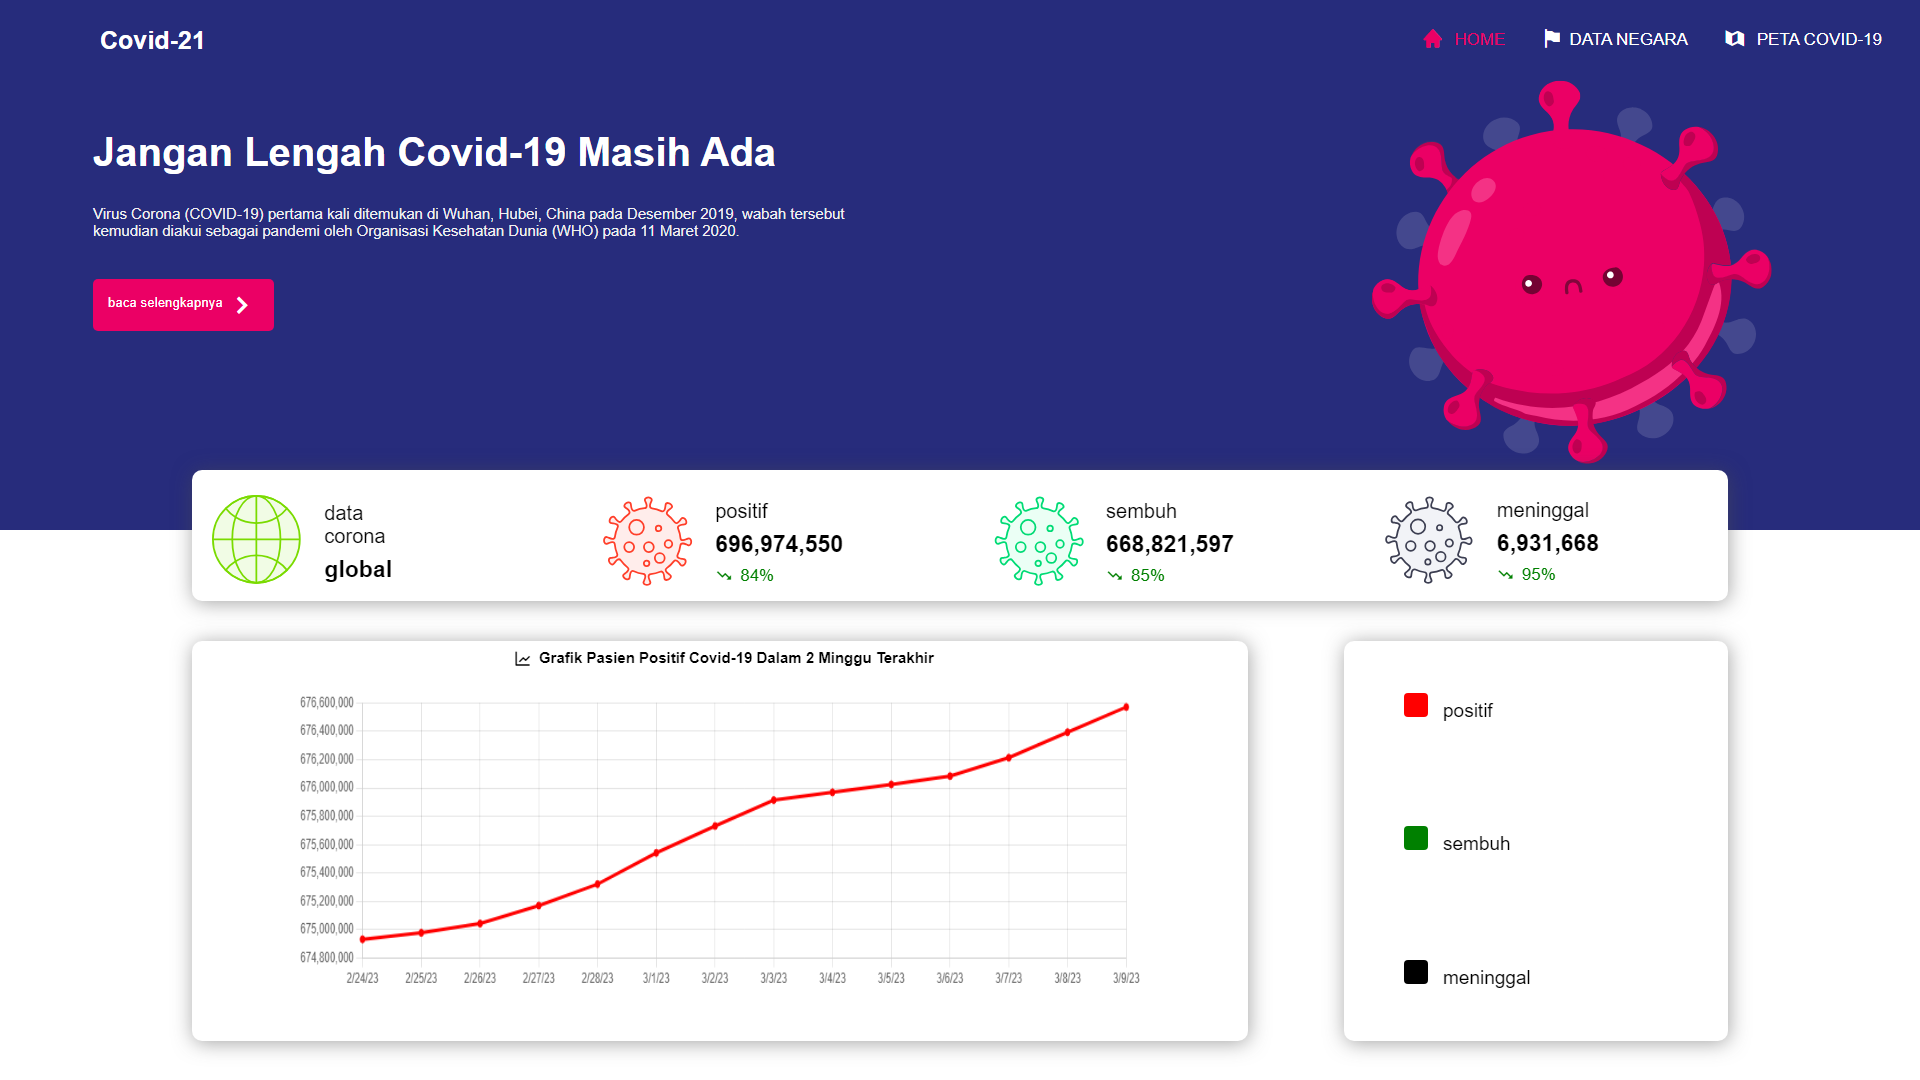 Covid-21
HOME
DATA NEGARA
PETA COVID-19
Jangan Lengah Covid-19 Masih Ada
Virus Corona (COVID-19) pertama kali ditemukan di Wuhan, Hubei, China pada Desember 2019, wabah tersebut
kemudian diakui sebagai pandemi oleh Organisasi Kesehatan Dunia (WHO) pada 11 Maret 2020.
baca selengkapnya
data
corona
global
positif
696,974,550
84%
sembuh
668,821,597
85%
meninggal
6,931,668
95%
Grafik Pasien Positif Covid-19 Dalam 2 Minggu Terakhir
676,600,000
676,400,000
676,200,000
676,000,000
675,800,000
675,600,000
675,400,000
675,200,000
675,000,000
674,800,000
2/24/23 2/25/23 2/26/23 2/27/23 2/28/23 3/1/23 3/2/23 3/3/23 3/4/23 3/5/23 3/6/23 3/7/23 3/8/23 3/9/23
positif
sembuh
meninggal